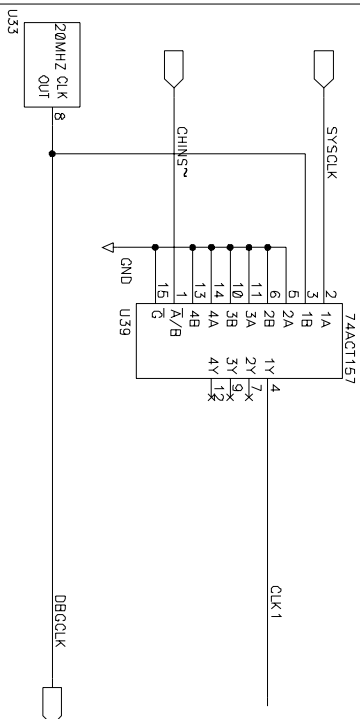 74ACT157
SYSCLK
2 1A
3 1B
5 2A
6 2B
11 3A
10 3B
14 4A
13 4B
1 A/B
15 G
1Y 4
2Y 7
3Y 9
4Y 12
U39
CHINS~
GND
CLK1
U33
20MHZ CLK
OUT
8
DBGCLK